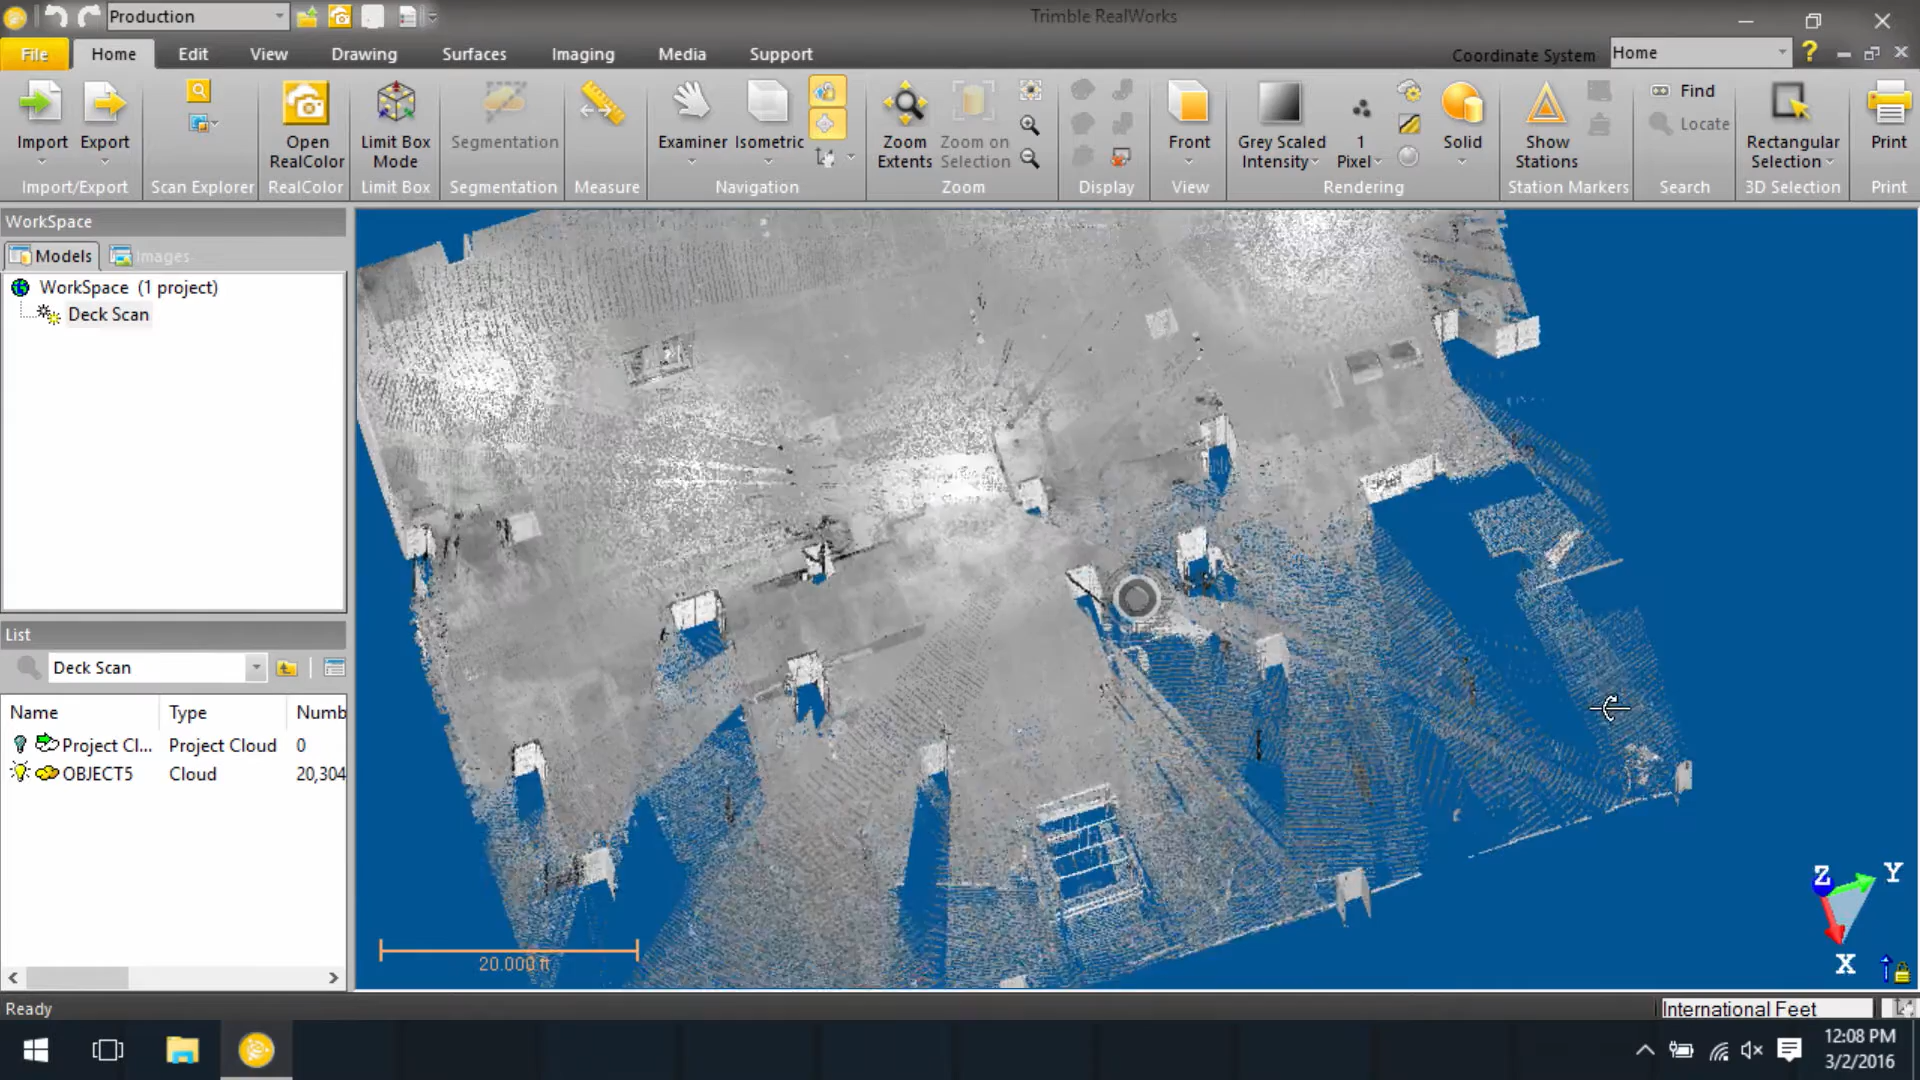 Production
Trimble RealWorks
File
Home
Edit
View
Drawing
Surfaces
Imaging
Media
Support
Coordinate System
Home
Import
Export
Import/Export
Scan Explorer
Open
RealColor
RealColor
Limit Box
Mode
Limit Box
Segmentation
Segmentation
Measure
Examiner
Isometric
Navigation
Zoom
Extents
Zoom on
Selection
Zoom
Display
Front
View
Grey Scaled
Intensity
1
Pixel
Solid
Rendering
Show
Stations
Station Markers
Find
Locate
Search
Rectangular
Selection
3D Selection
Print
Print
WorkSpace
Models
Images
WorkSpace (1 project)
Deck Scan
List
Deck Scan
Name Type Numb
Project Cl... Project Cloud 0
OBJECT5 Cloud 20,304
20.000 ft
Z
Y
X
Ready
International Feet
12:08 PM
3/2/2016